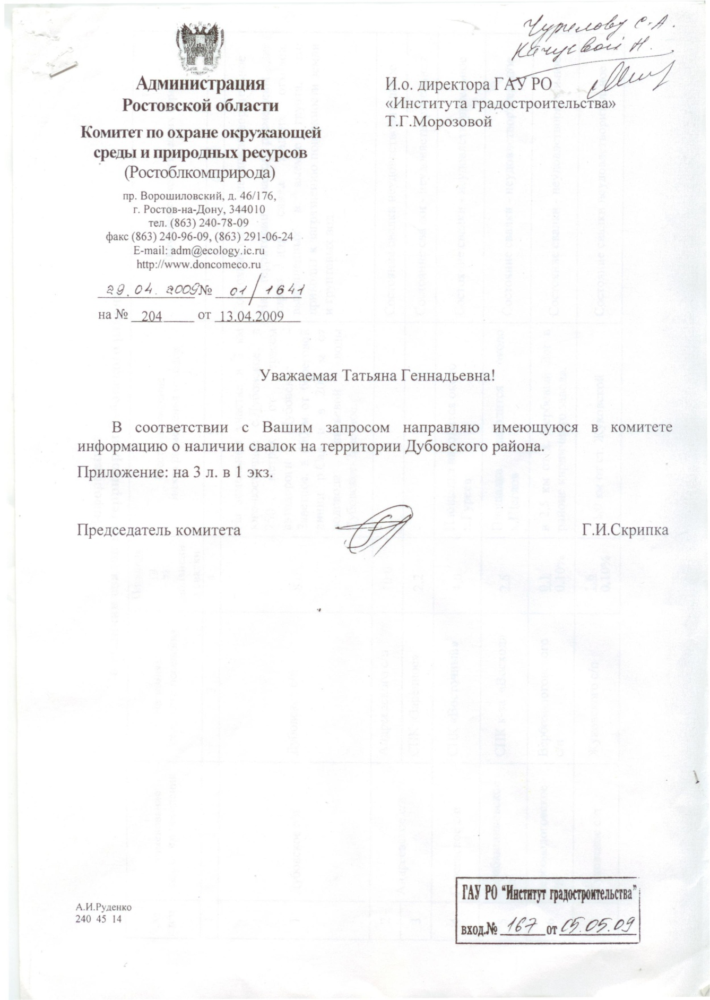 Администрация
Ростовской области
Комитет по охране окружающей
среды и природных ресурсов
(Ростоблкомприрода)
пр. Ворошиловский, д. 46/176,
г. Ростов-на-Дону, 344010
тел. (863) 240-78-09
факс (863) 240-96-09, (863) 291-06-24
E-mail: adm@ecology.ic.ru
http://www.doncomeco.ru
29.04.2009 № 01/1641
на № 204 от 13.04.2009
С.А.
Н.
И.о. директора ГАУ РО
«Института градостроительства»
Т.Г.Морозовой
Уважаемая Татьяна Геннадьевна!
В соответствии с Вашим запросом направляю имеющуюся в комитете
информацию о наличии свалок на территории Дубовского района.
Приложение: на 3 л. в 1 экз.
Председатель комитета Г.И.Скрипка
А.И.Руденко
240 45 14
ГАУ РО "Институт градостроительства"
вход.№ 167 от 05.05.09